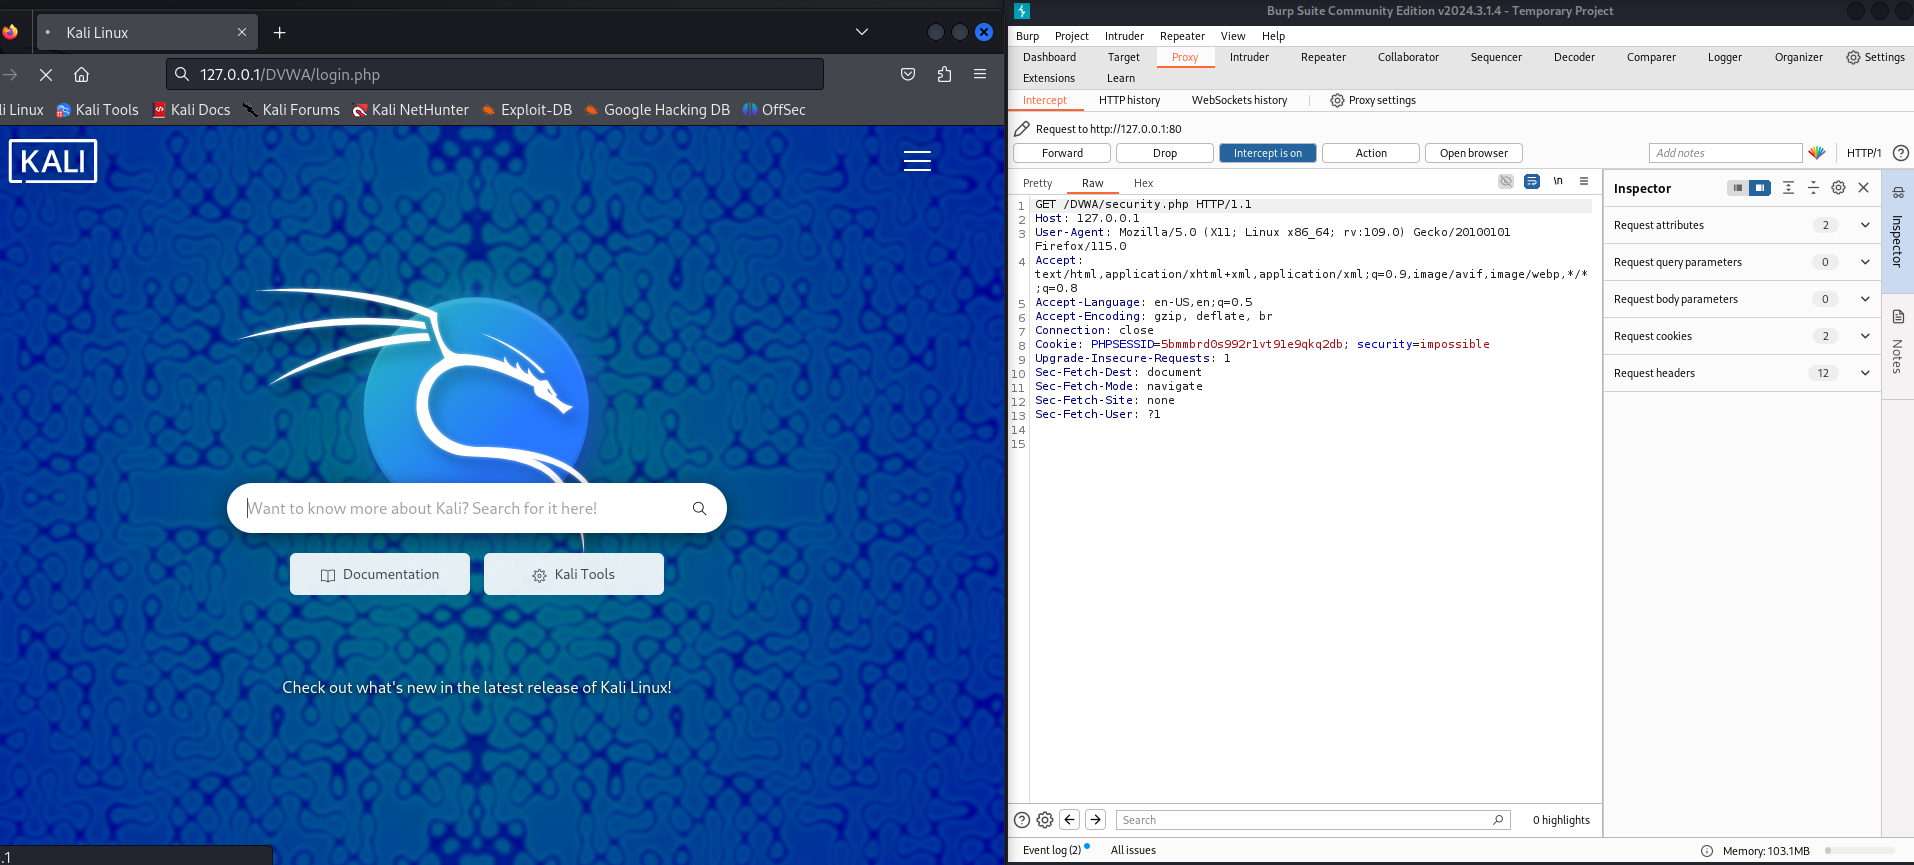 Kali Linux
127.0.0.1/DVWA/login.php
li Linux Kali Tools Kali Docs Kali Forums Kali NetHunter Exploit-DB Google Hacking DB OffSec
KALI
Want to know more about Kali? Search for it here!
Documentation Kali Tools
Check out what's new in the latest release of Kali Linux!
.1
Burp Suite Community Edition v2024.3.1.4 - Temporary Project
Burp Project Intruder Repeater View Help
Dashboard Target Proxy Intruder Repeater Collaborator Sequencer Decoder Comparer Logger Organizer Settings
Extensions Learn
Intercept HTTP history WebSockets history Proxy settings
Request to http://127.0.0.1:80
Forward Drop Intercept is on Action Open browser Add notes HTTP/1
Pretty Raw Hex \n
1 GET /DVWA/security.php HTTP/1.1
2 Host: 127.0.0.1
3 User-Agent: Mozilla/5.0 (X11; Linux x86_64; rv:109.0) Gecko/20100101
Firefox/115.0
4 Accept:
text/html,application/xhtml+xml,application/xml;q=0.9,image/avif,image/webp,*/*
;q=0.8
5 Accept-Language: en-US,en;q=0.5
6 Accept-Encoding: gzip, deflate, br
7 Connection: close
8 Cookie: PHPSESSID=5bmmbrd0s992r1vt91e9qkq2db; security=impossible
9 Upgrade-Insecure-Requests: 1
10 Sec-Fetch-Dest: document
11 Sec-Fetch-Mode: navigate
12 Sec-Fetch-Site: none
13 Sec-Fetch-User: ?1
14
15
Inspector
Request attributes 2
Request query parameters 0
Request body parameters 0
Request cookies 2
Request headers 12
Inspector
Notes
Search 0 highlights
Event log (2) All issues Memory: 103.1MB